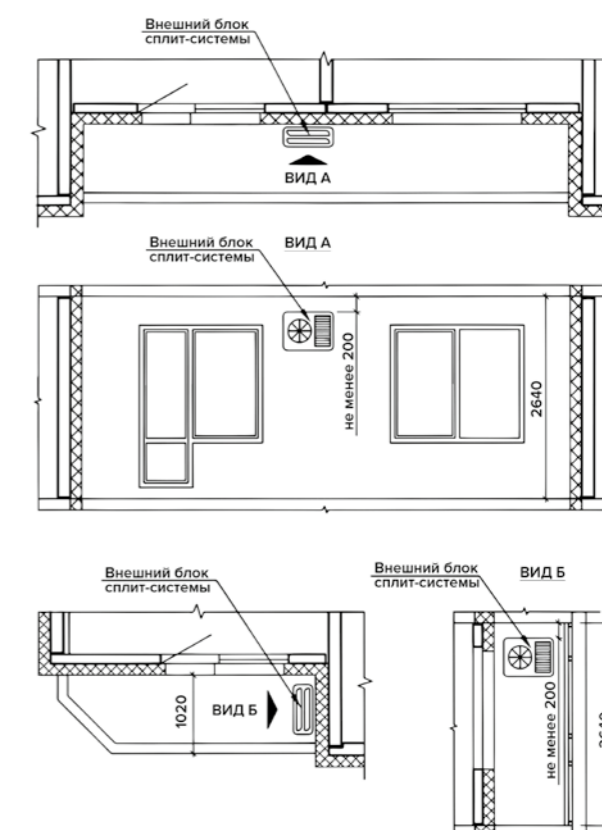 Внешний блок
сплит-системы
ВИД А
Внешний блок
сплит-системы
ВИД А
не менее 200
2640
Внешний блок
сплит-системы
1020
ВИД Б
Внешний блок
сплит-системы
ВИД Б
не менее 200
2640